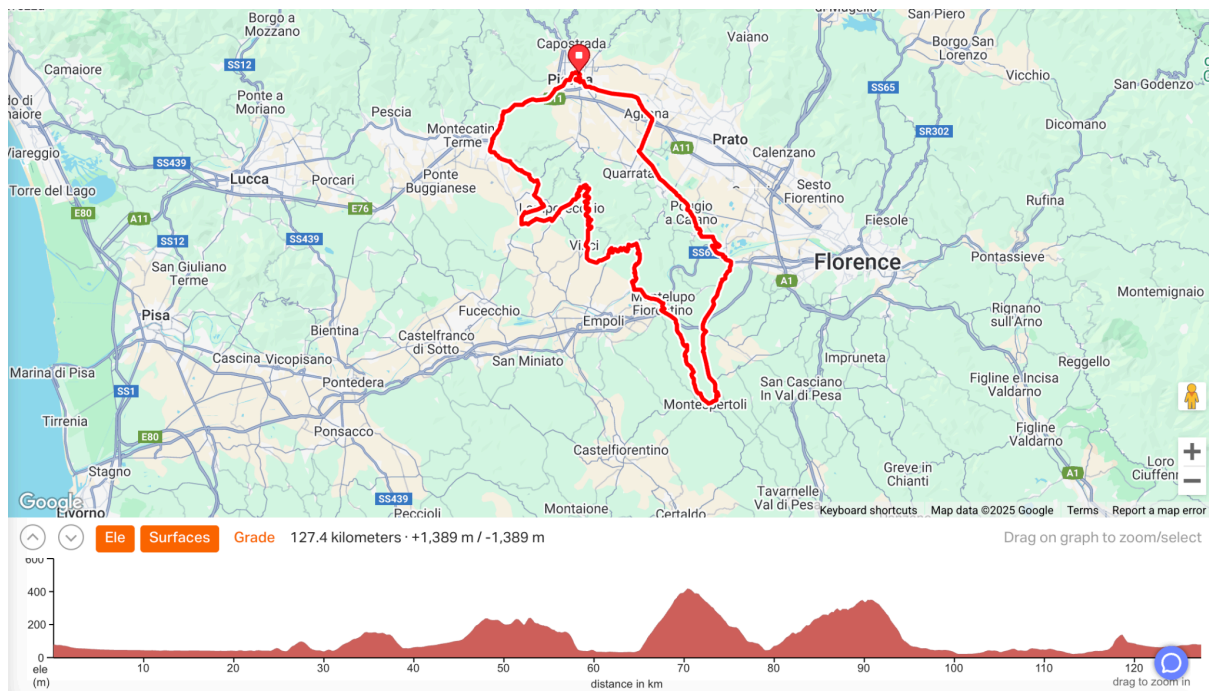 Borgo a
Mozzano
Capostrada
Vaiano
San Piero
Borgo San
Lorenzo
Vicchio
San Godenzo
Camaiore
SS12
Ponte a
Moriano
Pescia
SS65
Dicomano
SR302
Montecatini
Terme
Prato
A11
Calenzano
Viareggio
SS439
Lucca
Porcari
Ponte
Buggianese
Quarrata
Sesto
Fiorentino
Rufina
Torre del Lago
E80
A11
E76
Fiesole
SS12
SS439
Vinci
Florence
Pontassieve
San Giuliano
Terme
A1
Montemignaio
Pisa
Fucecchio
Montelupo
Fiorentino
Empoli
Rignano
sull'Arno
Bientina
Castelfranco
di Sotto
Impruneta
Reggello
Cascina
Vicopisano
San Miniato
Marina di Pisa
Pontedera
San Casciano
In Val di Pesa
Figline e Incisa
Valdarno
SS1
Montespertoli
Tirrenia
Ponsacco
Figline
Valdarno
E80
Castelfiorentino
Loro
Ciuffenna
Stagno
Greve in
Chianti
A1
SS439
Tavarnelle
Val di Pesa
Google
Livorno
Peccioli
Montaione
Certaldo
Keyboard shortcuts Map data ©2025 Google Terms Report a map error
Ele Surfaces Grade 127.4 kilometers · +1,389 m / -1,389 m Drag on graph to zoom/select
600
400
200
0
10 20 30 40 50 60 70 80 90 100 110 120
ele
(m)
distance in km
drag to zoom in